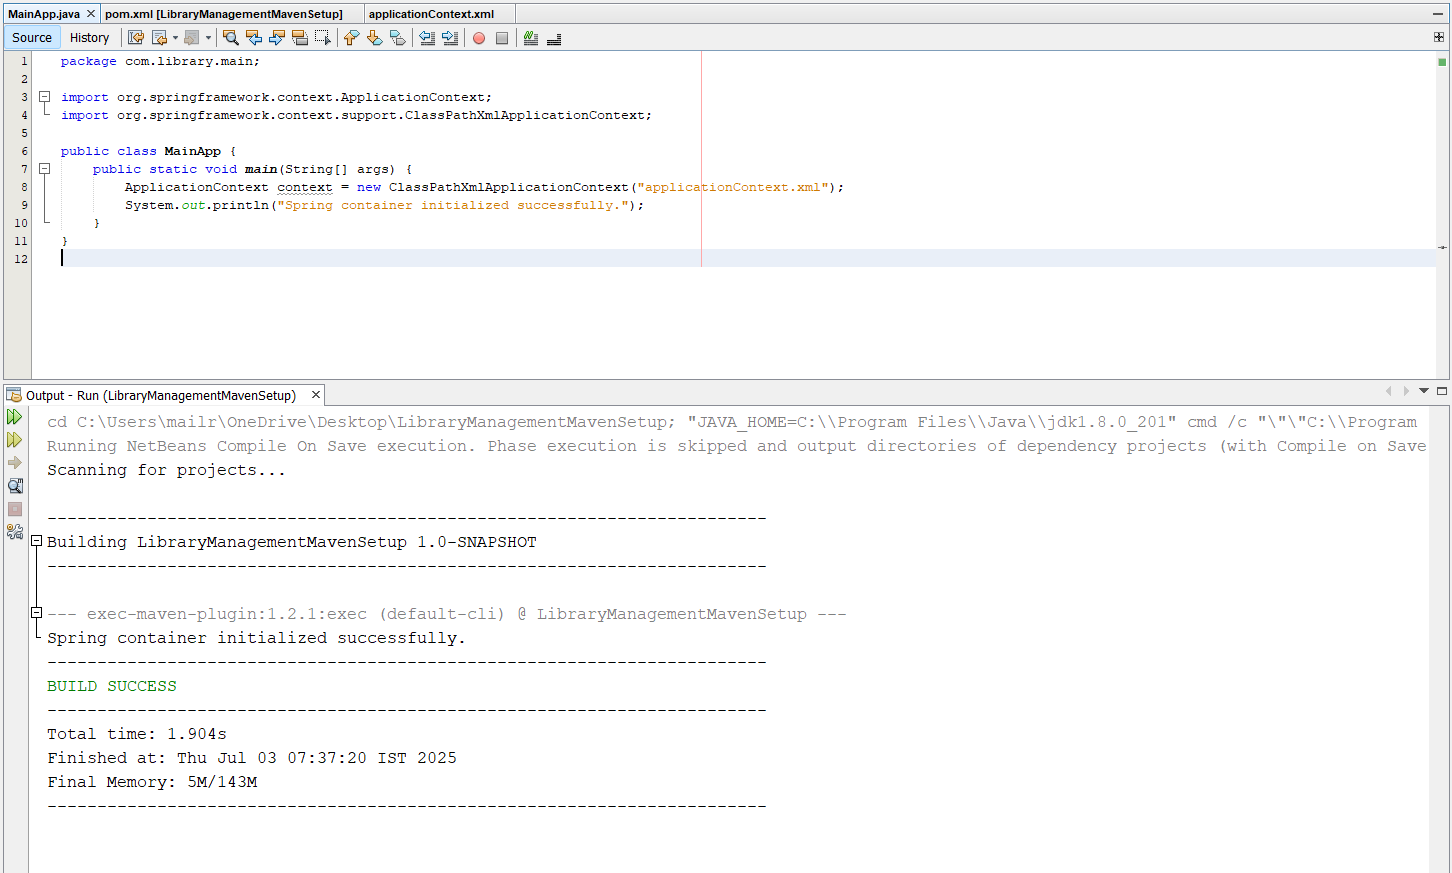 MainApp.java
pom.xml [LibraryManagementMavenSetup]
applicationContext.xml
Source
History
1 package com.library.main;
2
3 import org.springframework.context.ApplicationContext;
4 import org.springframework.context.support.ClassPathXmlApplicationContext;
5
6 public class MainApp {
7 public static void main(String[] args) {
8 ApplicationContext context = new ClassPathXmlApplicationContext("applicationContext.xml");
9 System.out.println("Spring container initialized successfully.");
10 }
11 }
12
Output - Run (LibraryManagementMavenSetup)
cd C:\Users\mailr\OneDrive\Desktop\LibraryManagementMavenSetup; "JAVA_HOME=C:\\Program Files\\Java\\jdk1.8.0_201" cmd /c "\"\"C:\\Program
Running NetBeans Compile On Save execution. Phase execution is skipped and output directories of dependency projects (with Compile on Save
Scanning for projects...
------------------------------------------------------------------------
Building LibraryManagementMavenSetup 1.0-SNAPSHOT
------------------------------------------------------------------------
--- exec-maven-plugin:1.2.1:exec (default-cli) @ LibraryManagementMavenSetup ---
Spring container initialized successfully.
------------------------------------------------------------------------
BUILD SUCCESS
------------------------------------------------------------------------
Total time: 1.904s
Finished at: Thu Jul 03 07:37:20 IST 2025
Final Memory: 5M/143M
------------------------------------------------------------------------